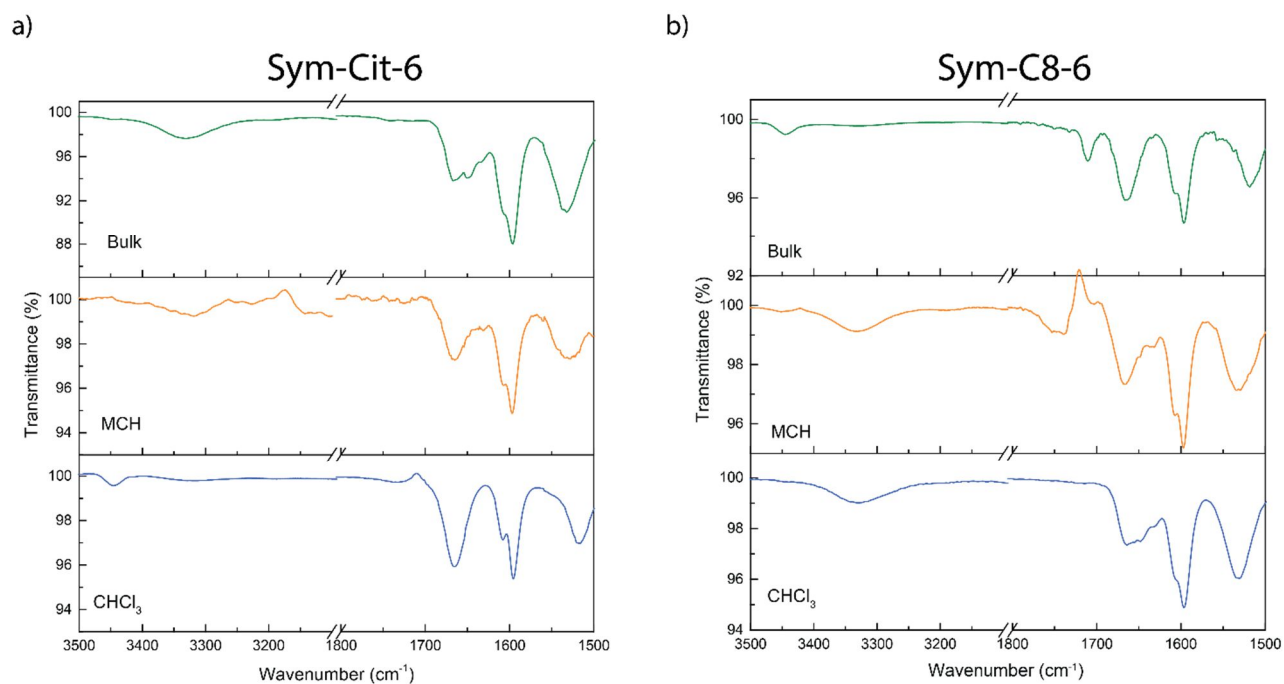 a)
Sym-Cit-6
100
96
92
88
Bulk
100
98
96
94
MCH
100
98
96
94
CHCl₃
Transmittance (%)
3500 3400 3300 3200 1800 1700 1600 1500
Wavenumber (cm⁻¹)
b)
Sym-C8-6
100
96
92
Bulk
100
98
96
MCH
100
98
96
94
CHCl₃
Transmittance (%)
3500 3400 3300 3200 1800 1700 1600 1500
Wavenumber (cm⁻¹)